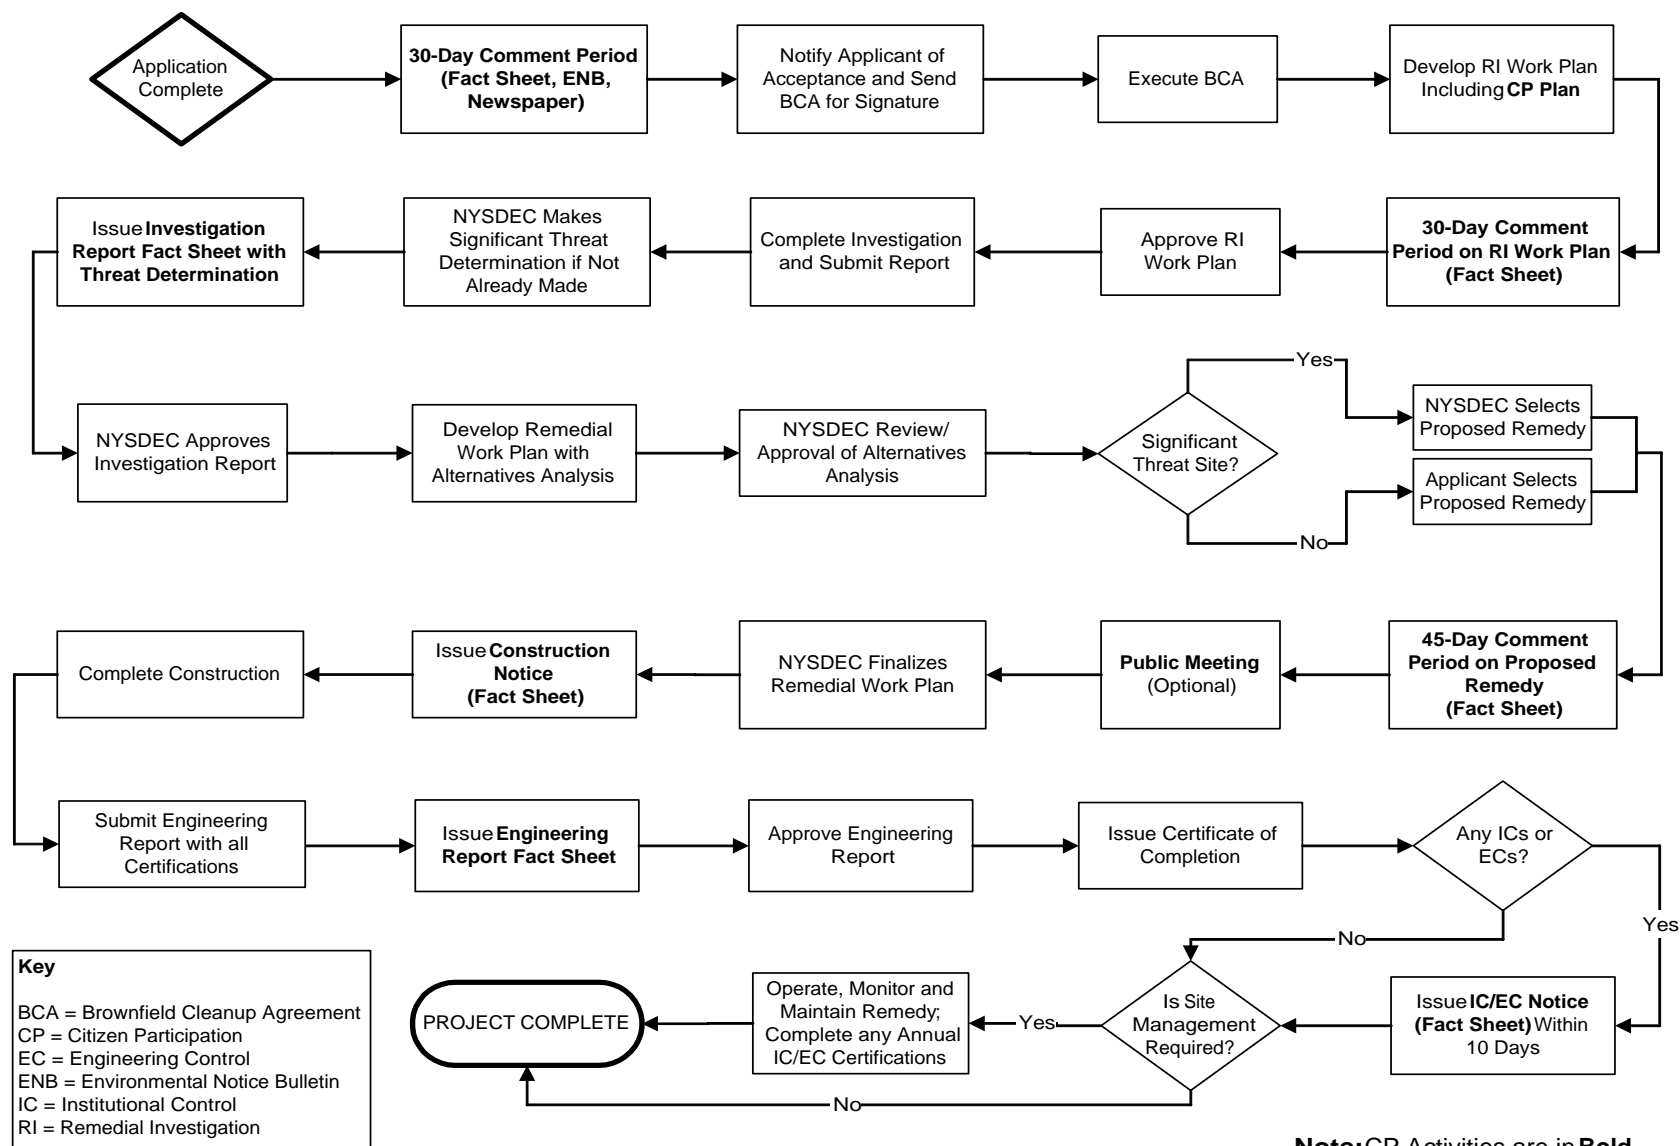 Application
Complete
30-Day Comment Period
(Fact Sheet, ENB,
Newspaper)
Notify Applicant of
Acceptance and Send
BCA for Signature
Execute BCA
Develop RI Work Plan
Including CP Plan
30-Day Comment
Period on RI Work Plan
(Fact Sheet)
Approve RI
Work Plan
Complete Investigation
and Submit Report
NYSDEC Makes
Significant Threat
Determination if Not
Already Made
Issue Investigation
Report Fact Sheet with
Threat Determination
NYSDEC Approves
Investigation Report
Develop Remedial
Work Plan with
Alternatives Analysis
NYSDEC Review/
Approval of Alternatives
Analysis
Significant
Threat Site?
Yes
NYSDEC Selects
Proposed Remedy
No
Applicant Selects
Proposed Remedy
45-Day Comment
Period on Proposed
Remedy
(Fact Sheet)
Public Meeting
(Optional)
NYSDEC Finalizes
Remedial Work Plan
Issue Construction
Notice
(Fact Sheet)
Complete Construction
Submit Engineering
Report with all
Certifications
Issue Engineering
Report Fact Sheet
Approve Engineering
Report
Issue Certificate of
Completion
Any ICs or
ECs?
Yes
No
Issue IC/EC Notice
(Fact Sheet) Within
10 Days
Is Site
Management
Required?
Yes
Operate, Monitor and
Maintain Remedy;
Complete any Annual
IC/EC Certifications
PROJECT COMPLETE
No
Key
BCA = Brownfield Cleanup Agreement
CP = Citizen Participation
EC = Engineering Control
ENB = Environmental Notice Bulletin
IC = Institutional Control
RI = Remedial Investigation
Note: CP Activities are in Bold